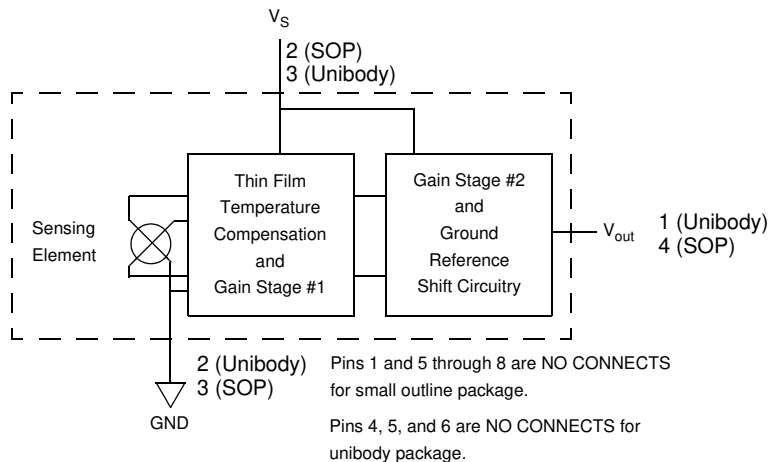 V_S
2 (SOP)
3 (Unibody)
Sensing
Element
Thin Film
Temperature
Compensation
and
Gain Stage #1
Gain Stage #2
and
Ground
Reference
Shift Circuitry
V_out
1 (Unibody)
4 (SOP)
2 (Unibody)
3 (SOP)
GND
Pins 1 and 5 through 8 are NO CONNECTS
for small outline package.
Pins 4, 5, and 6 are NO CONNECTS for
unibody package.